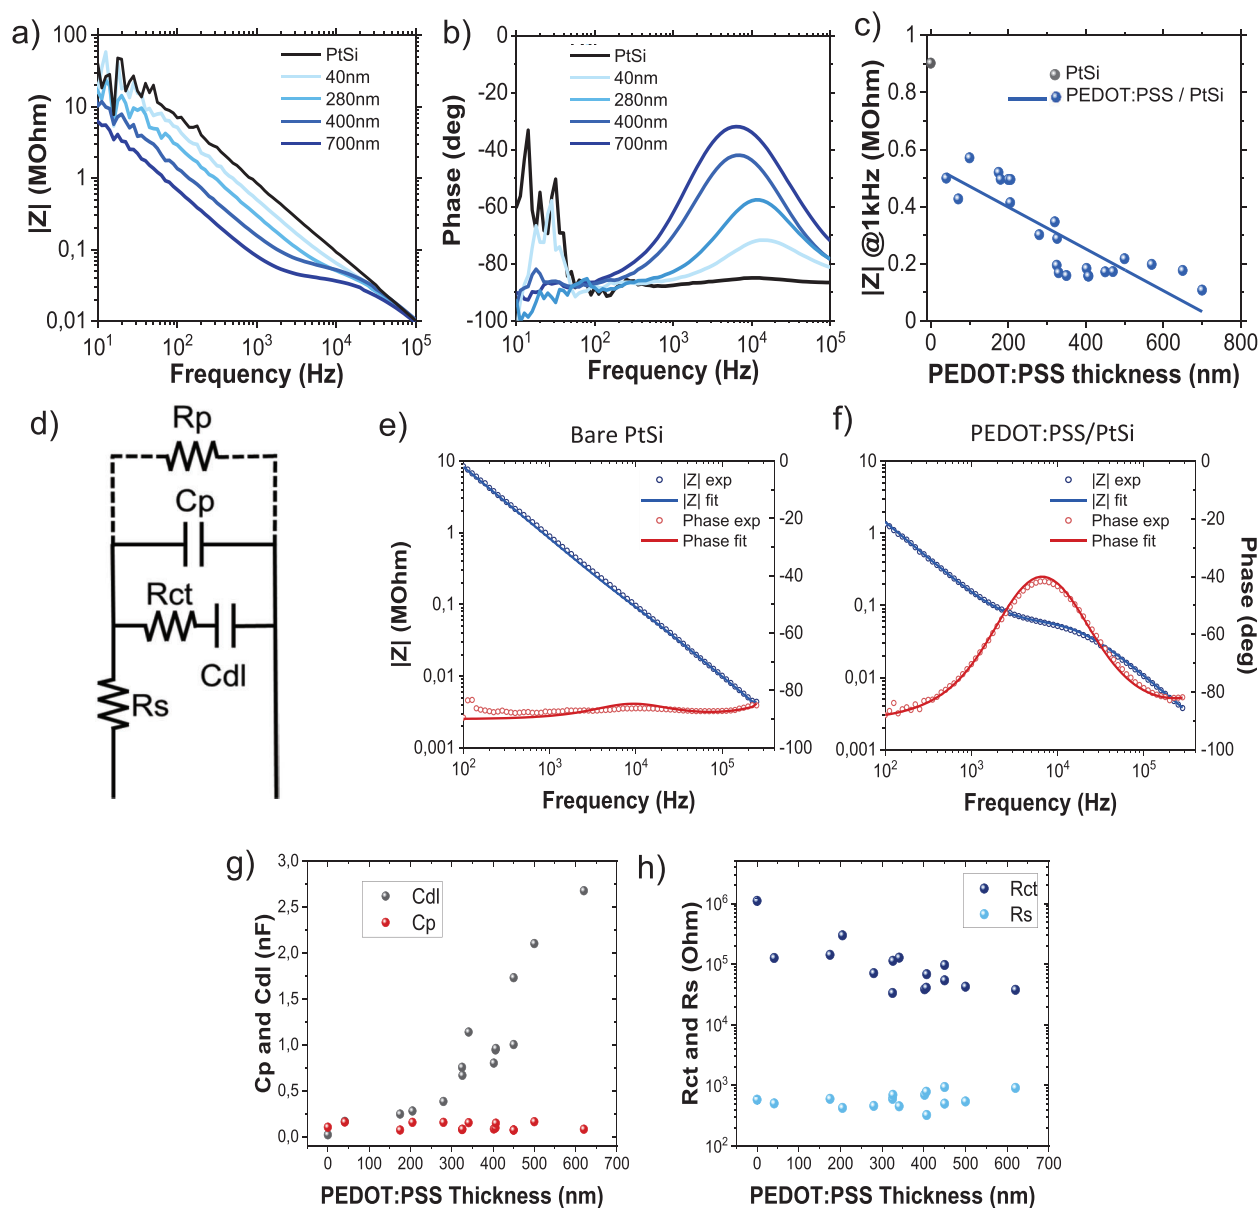 a)
100
10
1
0,1
0,01
|Z| (MOhm)
PtSi
40nm
280nm
400nm
700nm
10¹ 10² 10³ 10⁴ 10⁵
Frequency (Hz)
b)
0
-20
-40
-60
-80
-100
Phase (deg)
PtSi
40nm
280nm
400nm
700nm
10¹ 10² 10³ 10⁴ 10⁵
Frequency (Hz)
c)
1
0.8
0.6
0.4
0.2
0
|Z| @1kHz (MOhm)
PtSi
PEDOT:PSS / PtSi
0 200 400 600 800
PEDOT:PSS thickness (nm)
d)
Rp
Cp
Rct
Cdl
Rs
e)
Bare PtSi
10
1
0,1
0,01
0,001
|Z| (MOhm)
|Z| exp
|Z| fit
Phase exp
Phase fit
0
-20
-40
-60
-80
-100
10² 10³ 10⁴ 10⁵
Frequency (Hz)
f)
PEDOT:PSS/PtSi
10
1
0,1
0,01
0,001
|Z| exp
|Z| fit
Phase exp
Phase fit
0
-20
-40
-60
-80
-100
Phase (deg)
10² 10³ 10⁴ 10⁵
Frequency (Hz)
g)
3,0
2,5
2,0
1,5
1,0
0,5
0,0
Cp and Cdl (nF)
Cdl
Cp
0 100 200 300 400 500 600 700
PEDOT:PSS Thickness (nm)
h)
10⁶
10⁵
10⁴
10³
10²
Rct and Rs (Ohm)
Rct
Rs
0 100 200 300 400 500 600 700
PEDOT:PSS Thickness (nm)